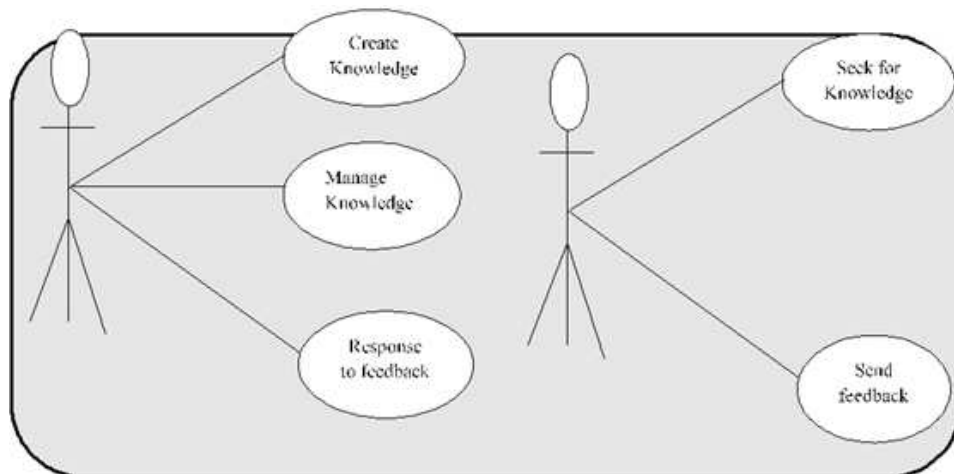 Create
Knowledge
Manage
Knowledge
Response
to feedback
Seek for
Knowledge
Send
feedback